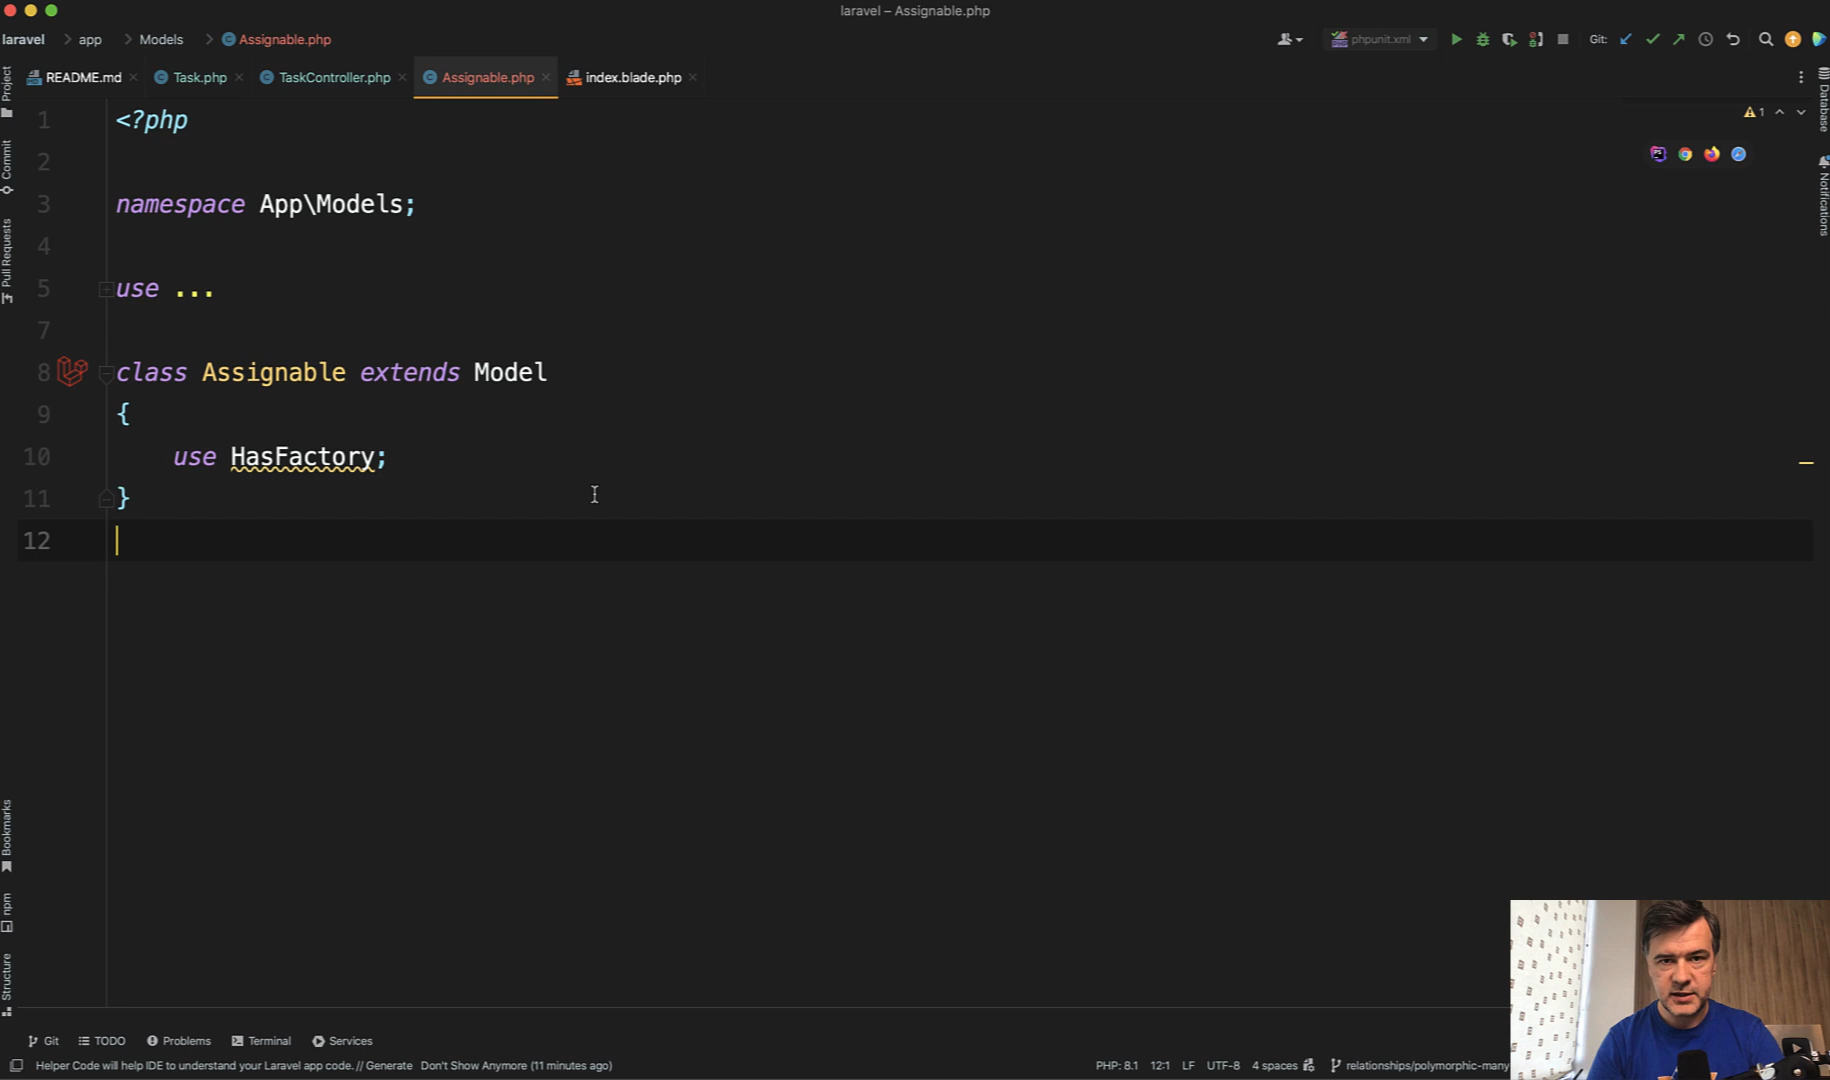 laravel – Assignable.php
laravel > app > Models > Assignable.php
phpunit.xml
Git:
README.md
Task.php
TaskController.php
Assignable.php
index.blade.php
Project
Commit
Pull Requests
Bookmarks
npm
Structure
1 <?php
2
3 namespace App\Models;
4
5 use ...
7
8 class Assignable extends Model
9 {
10 use HasFactory;
11 }
12
1
PS
Database
Notifications
Git
TODO
Problems
Terminal
Services
Helper Code will help IDE to understand your Laravel app code. // Generate Don't Show Anymore (11 minutes ago)
PHP: 8.1 12:1 LF UTF-8 4 spaces relationships/polymorphic-many